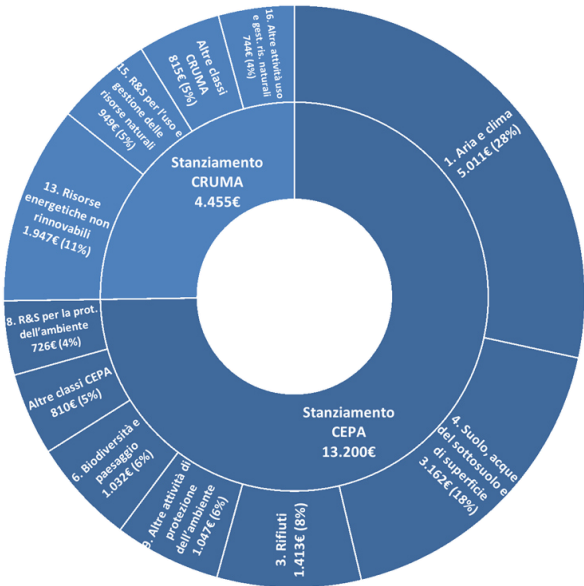 1. Aria e clima
5.011€ (28%)
4. Suolo, acque
del sottosuolo e
di superficie
3.162€ (18%)
3. Rifiuti
1.413€ (8%)
9. Altre attività di
protezione
dell'ambiente
1.047€ (6%)
6. Biodiversità e
paesaggio
1.032€ (6%)
Altre classi CEPA
810€ (5%)
8. R&S per la prot.
dell'ambiente
726€ (4%)
13. Risorse
energetiche non
rinnovabili
1.947€ (11%)
15. R&S per l'uso e
gestione delle
risorse naturali
949€ (5%)
Altre classi
CRUMA
815€ (5%)
16. Altre attività uso
e gest. ris. naturali
744€ (4%)
Stanziamento
CRUMA
4.455€
Stanziamento
CEPA
13.200€